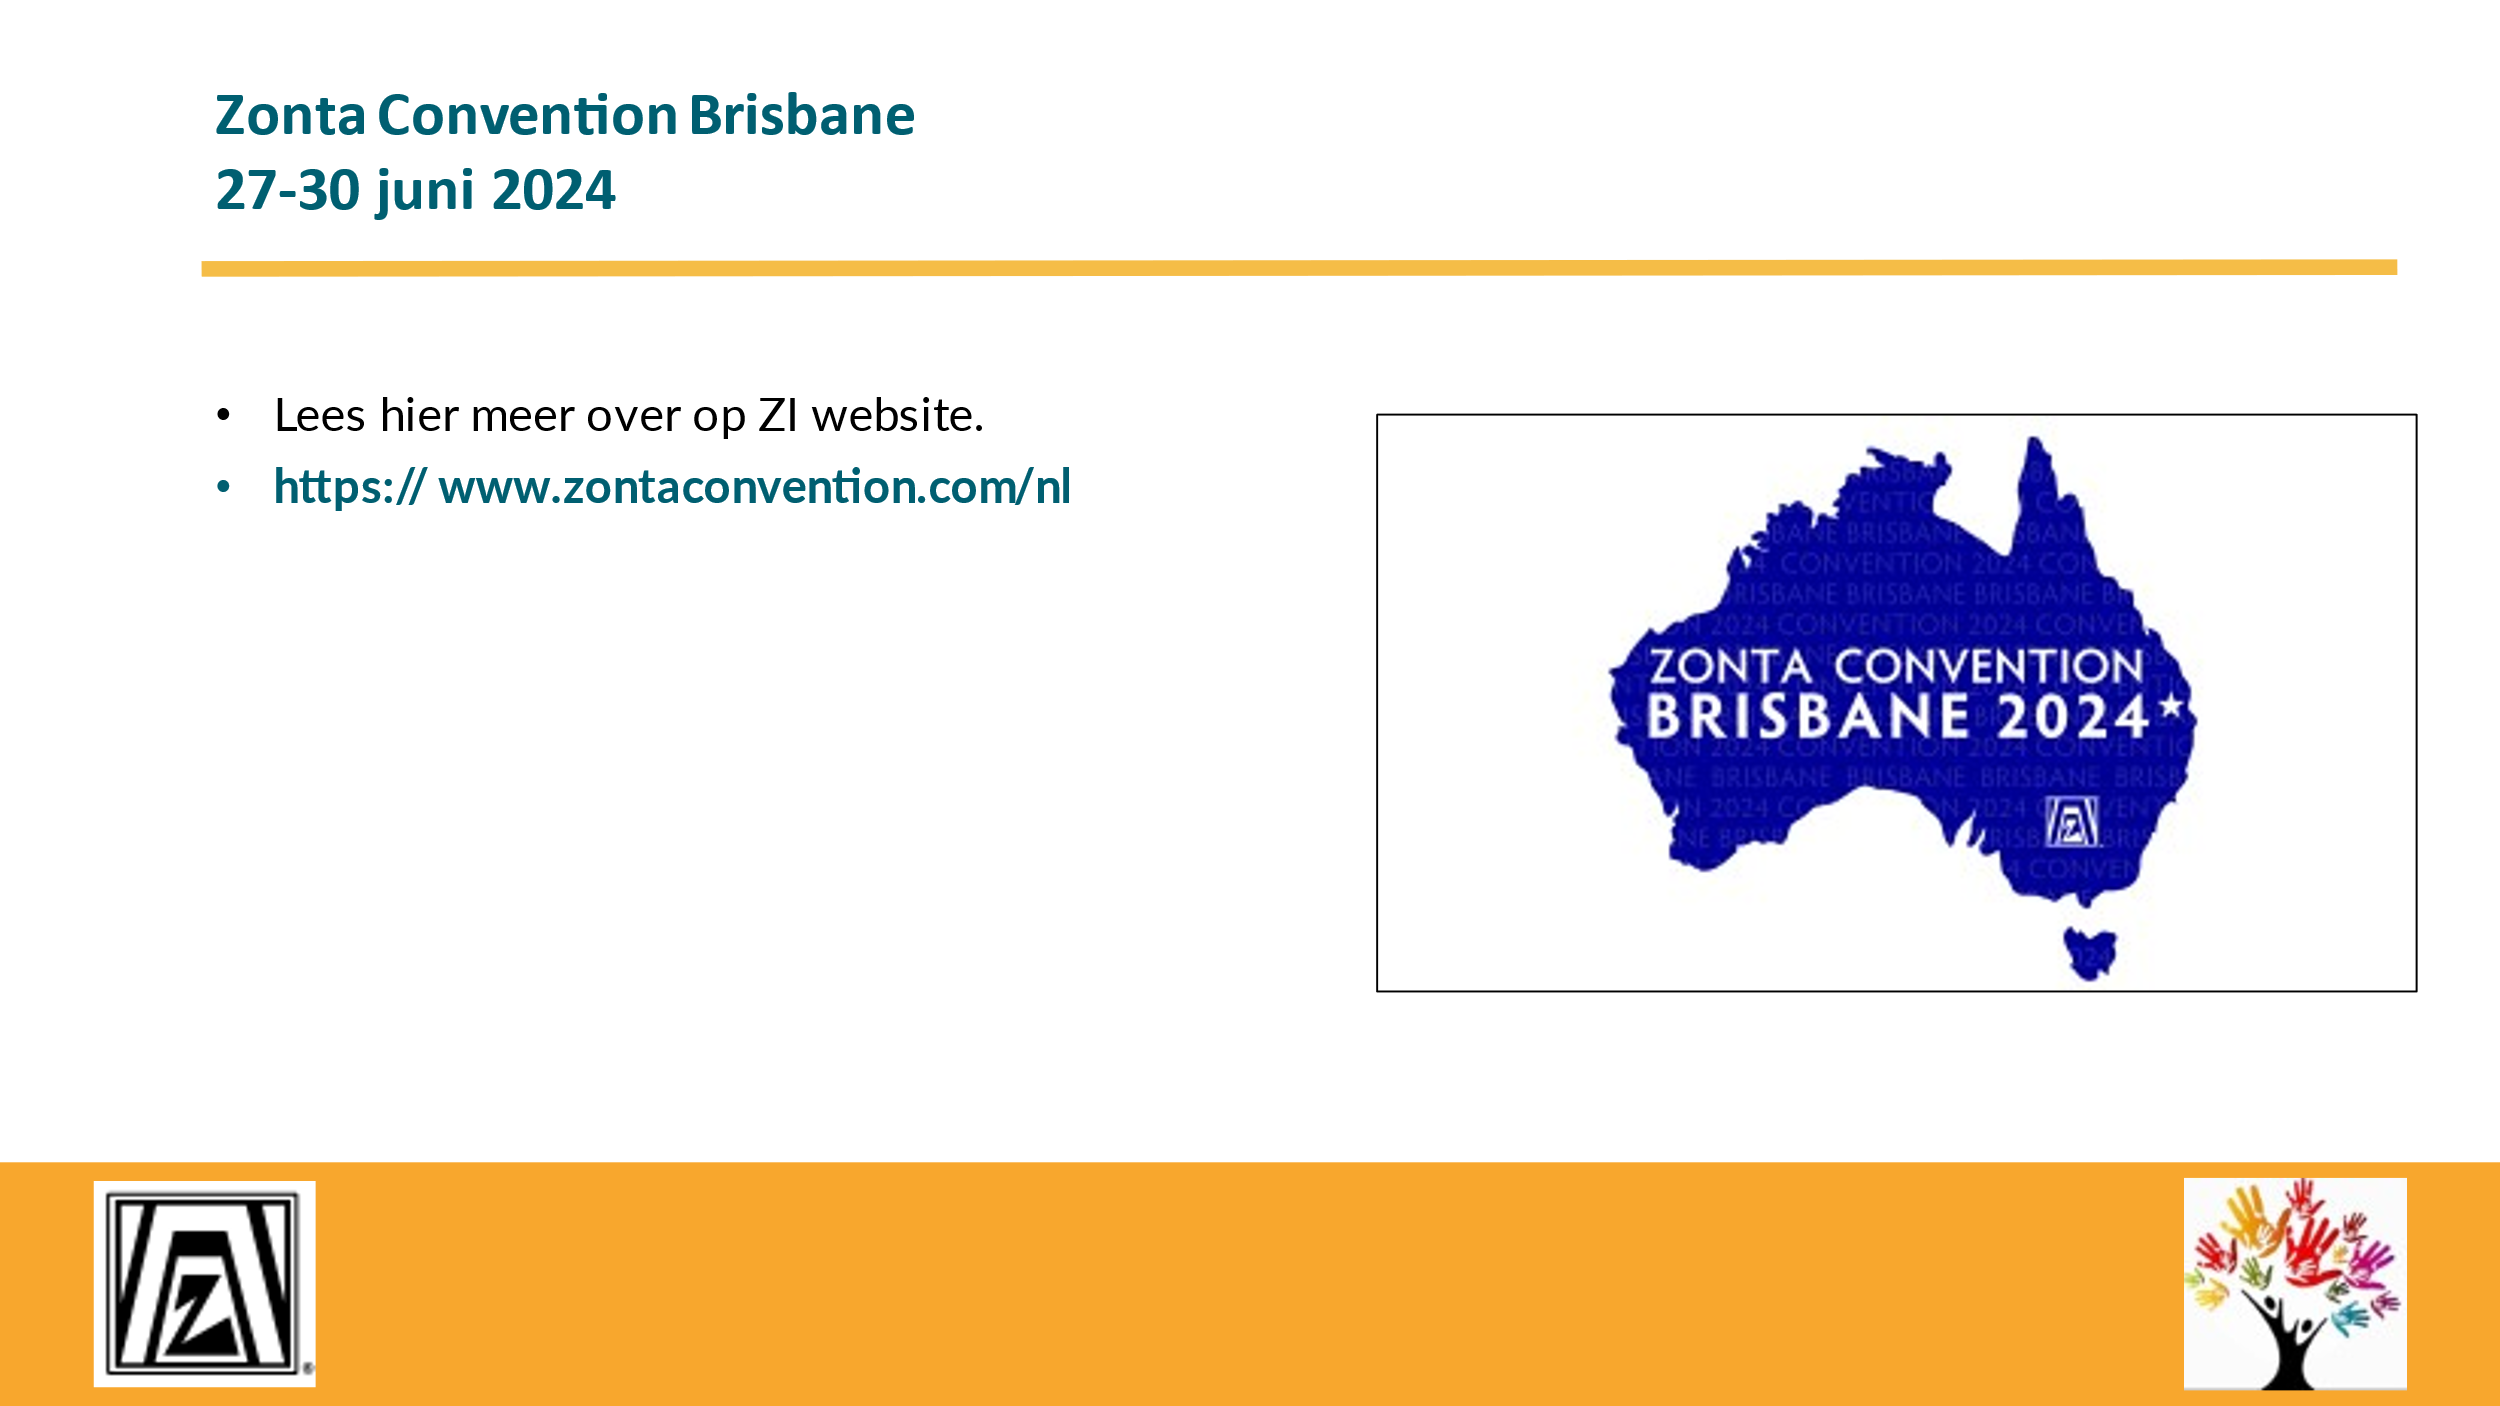 Zonta Convention Brisbane
27-30 juni 2024
• Lees hier meer over op ZI website.
• https:// www.zontaconvention.com/nl
ZONTA CONVENTION
BRISBANE 2024